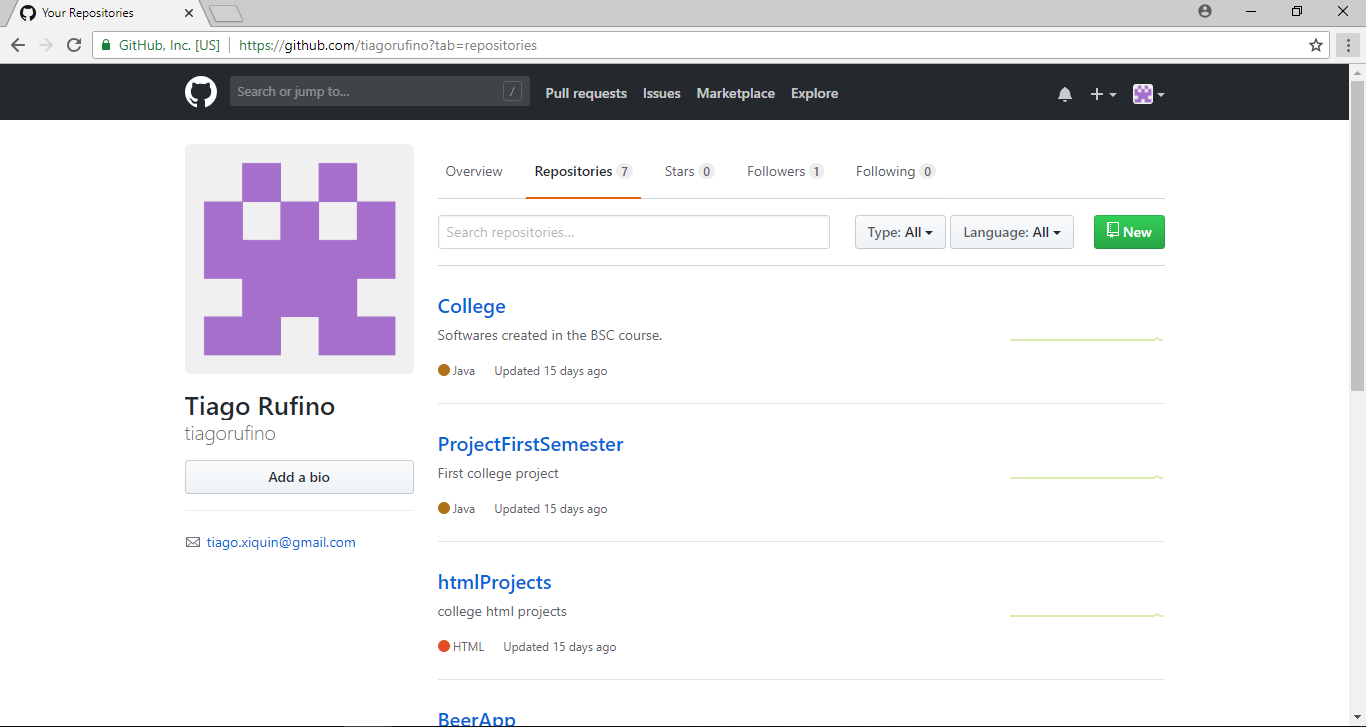 Your Repositories
GitHub, Inc. [US] https://github.com/tiagorufino?tab=repositories
Search or jump to... / Pull requests Issues Marketplace Explore
Overview Repositories 7 Stars 0 Followers 1 Following 0
Search repositories... Type: All Language: All New
College
Softwares created in the BSC course.
Java Updated 15 days ago
Tiago Rufino
tiagorufino
Add a bio
tiago.xiquin@gmail.com
ProjectFirstSemester
First college project
Java Updated 15 days ago
htmlProjects
college html projects
HTML Updated 15 days ago
BeerApp